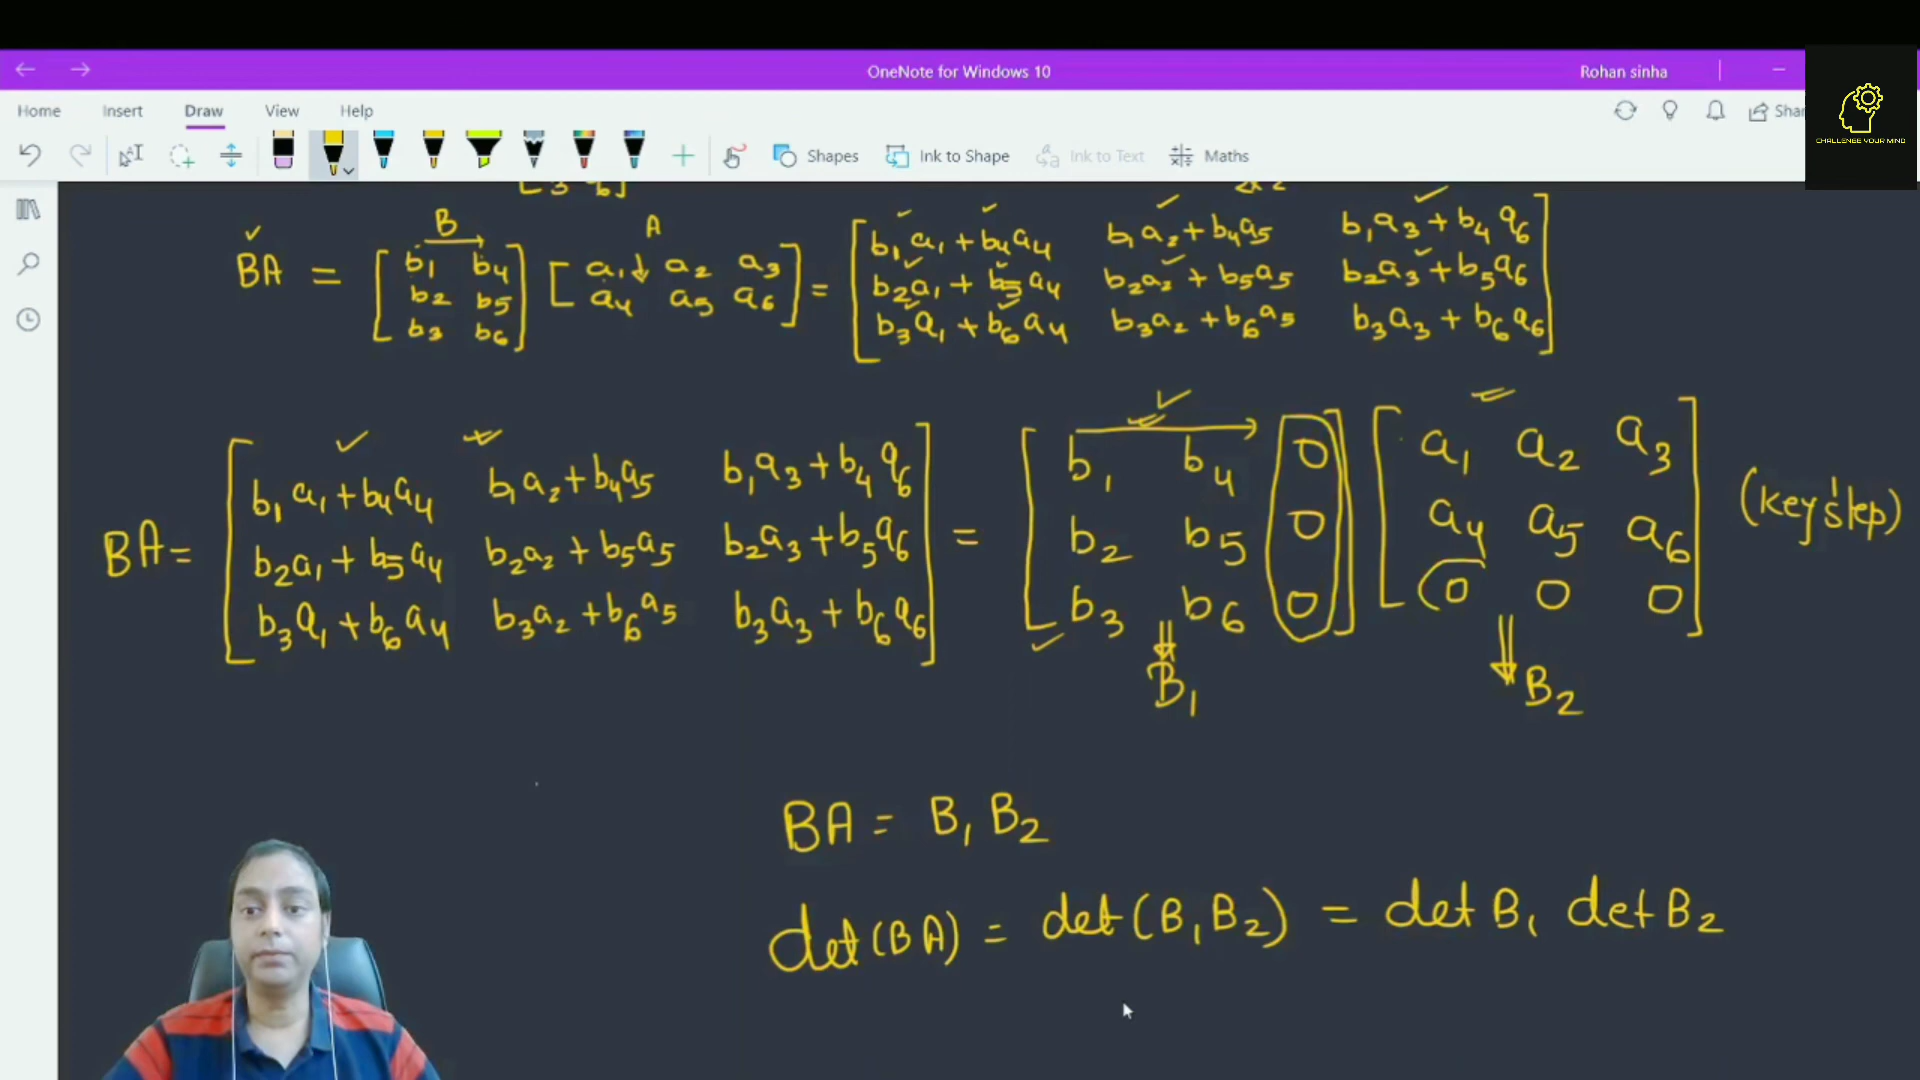 OneNote for Windows 10
Rohan sinha
Home Insert Draw View Help
Shar
Shapes Ink to Shape Ink to Text Maths
CHALLENGE YOUR MIND
B A
BA = [b₁ b₄ [a₁ a₂ a₃ = [b₁a₁ + b₄a₄ b₁a₂ + b₄a₅ b₁a₃ + b₄a₆
b₂ b₅ a₄ a₅ a₆] b₂a₁ + b₅a₄ b₂a₂ + b₅a₅ b₂a₃ + b₅a₆
b₃ b₆] b₃a₁ + b₆a₄ b₃a₂ + b₆a₅ b₃a₃ + b₆a₆]
[b₁a₁ + b₄a₄ b₁a₂ + b₄a₅ b₁a₃ + b₄a₆ [b₁ b₄ 0 [a₁ a₂ a₃ (key step)
BA = b₂a₁ + b₅a₄ b₂a₂ + b₅a₅ b₂a₃ + b₅a₆ = b₂ b₅ 0 a₄ a₅ a₆
b₃a₁ + b₆a₄ b₃a₂ + b₆a₅ b₃a₃ + b₆a₆] b₃ b₆ 0] 0 0 0]
⇓ B₁ ⇓ B₂
BA = B₁ B₂
det(BA) = det(B₁B₂) = det B₁ det B₂